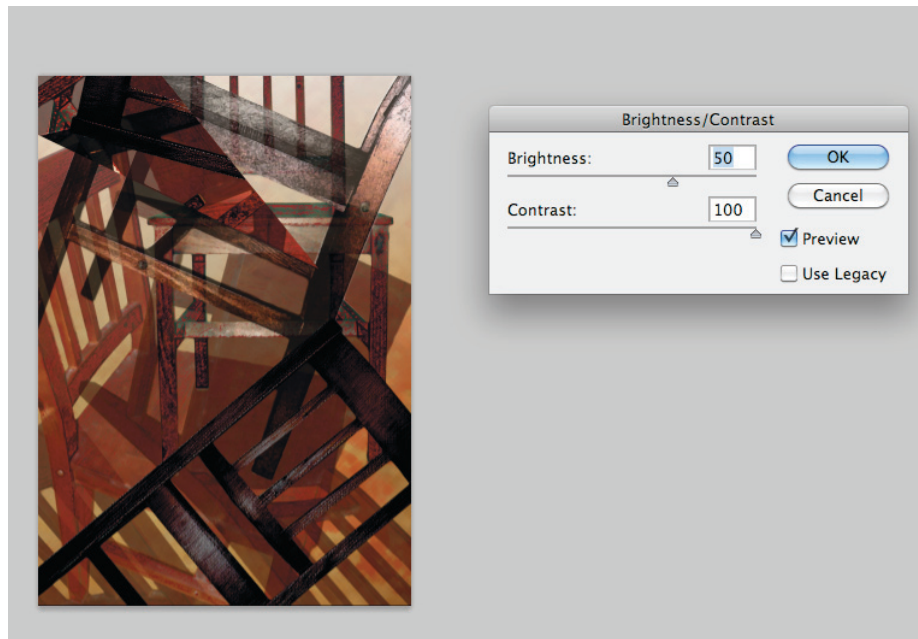 Brightness/Contrast
Brightness: 50 OK
Cancel
Contrast: 100
Preview
Use Legacy